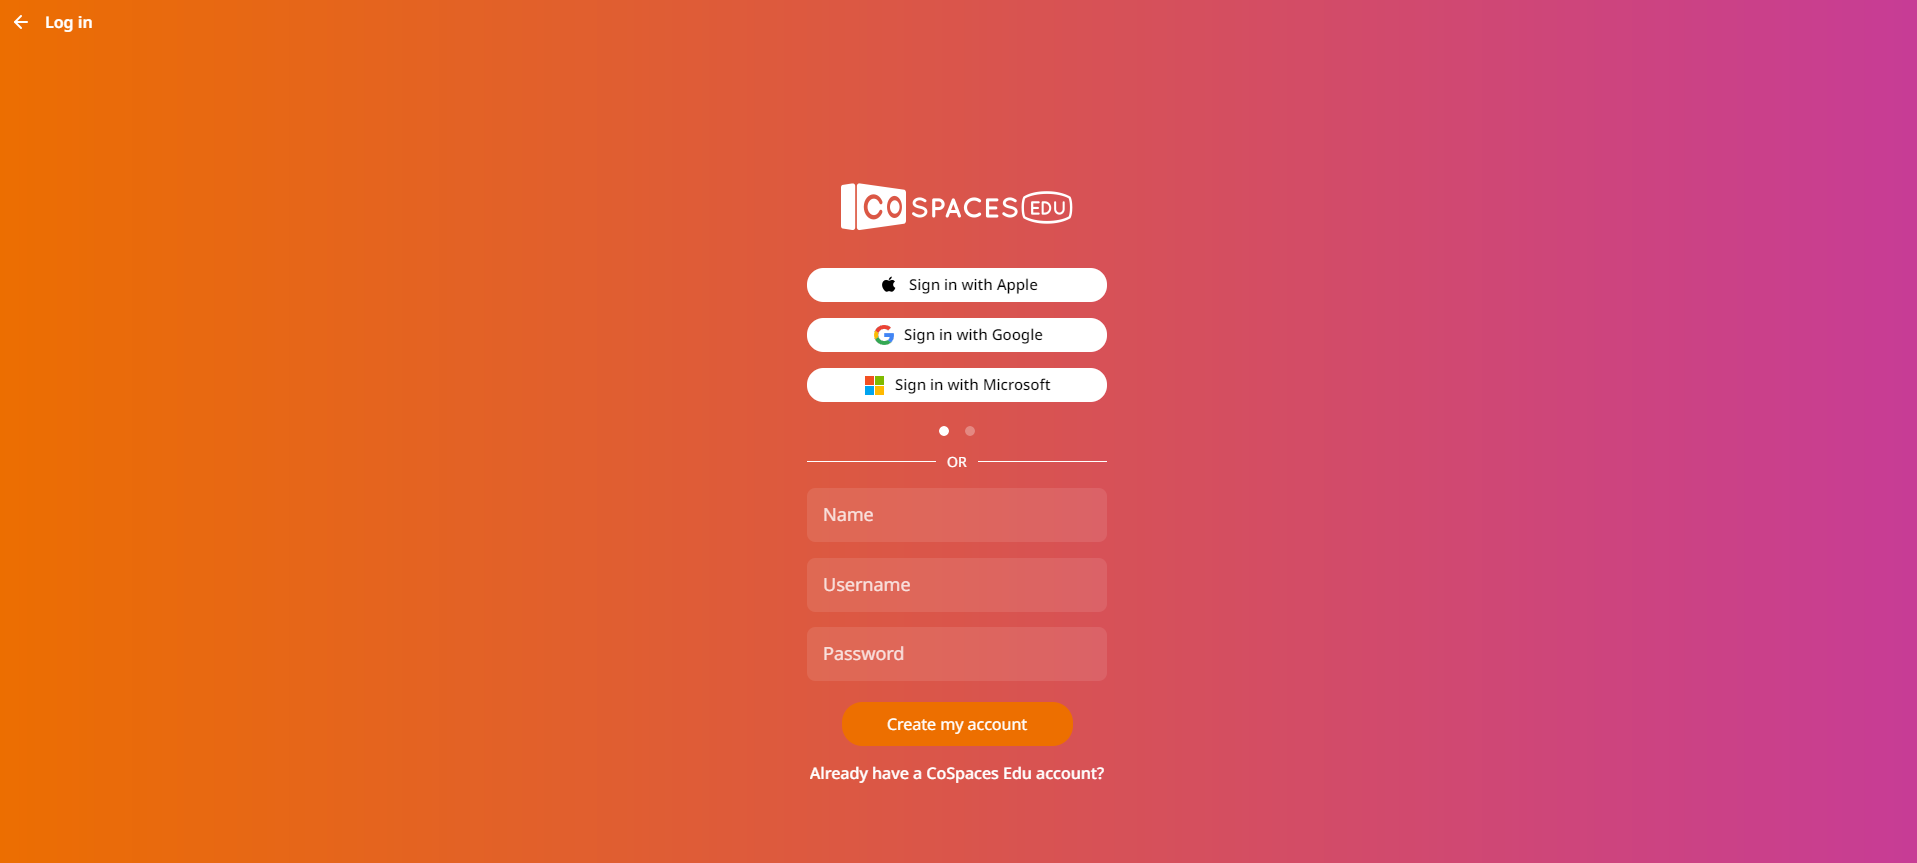 Log in
CO SPACES EDU
Sign in with Apple
Sign in with Google
Sign in with Microsoft
OR
Name
Username
Password
Create my account
Already have a CoSpaces Edu account?